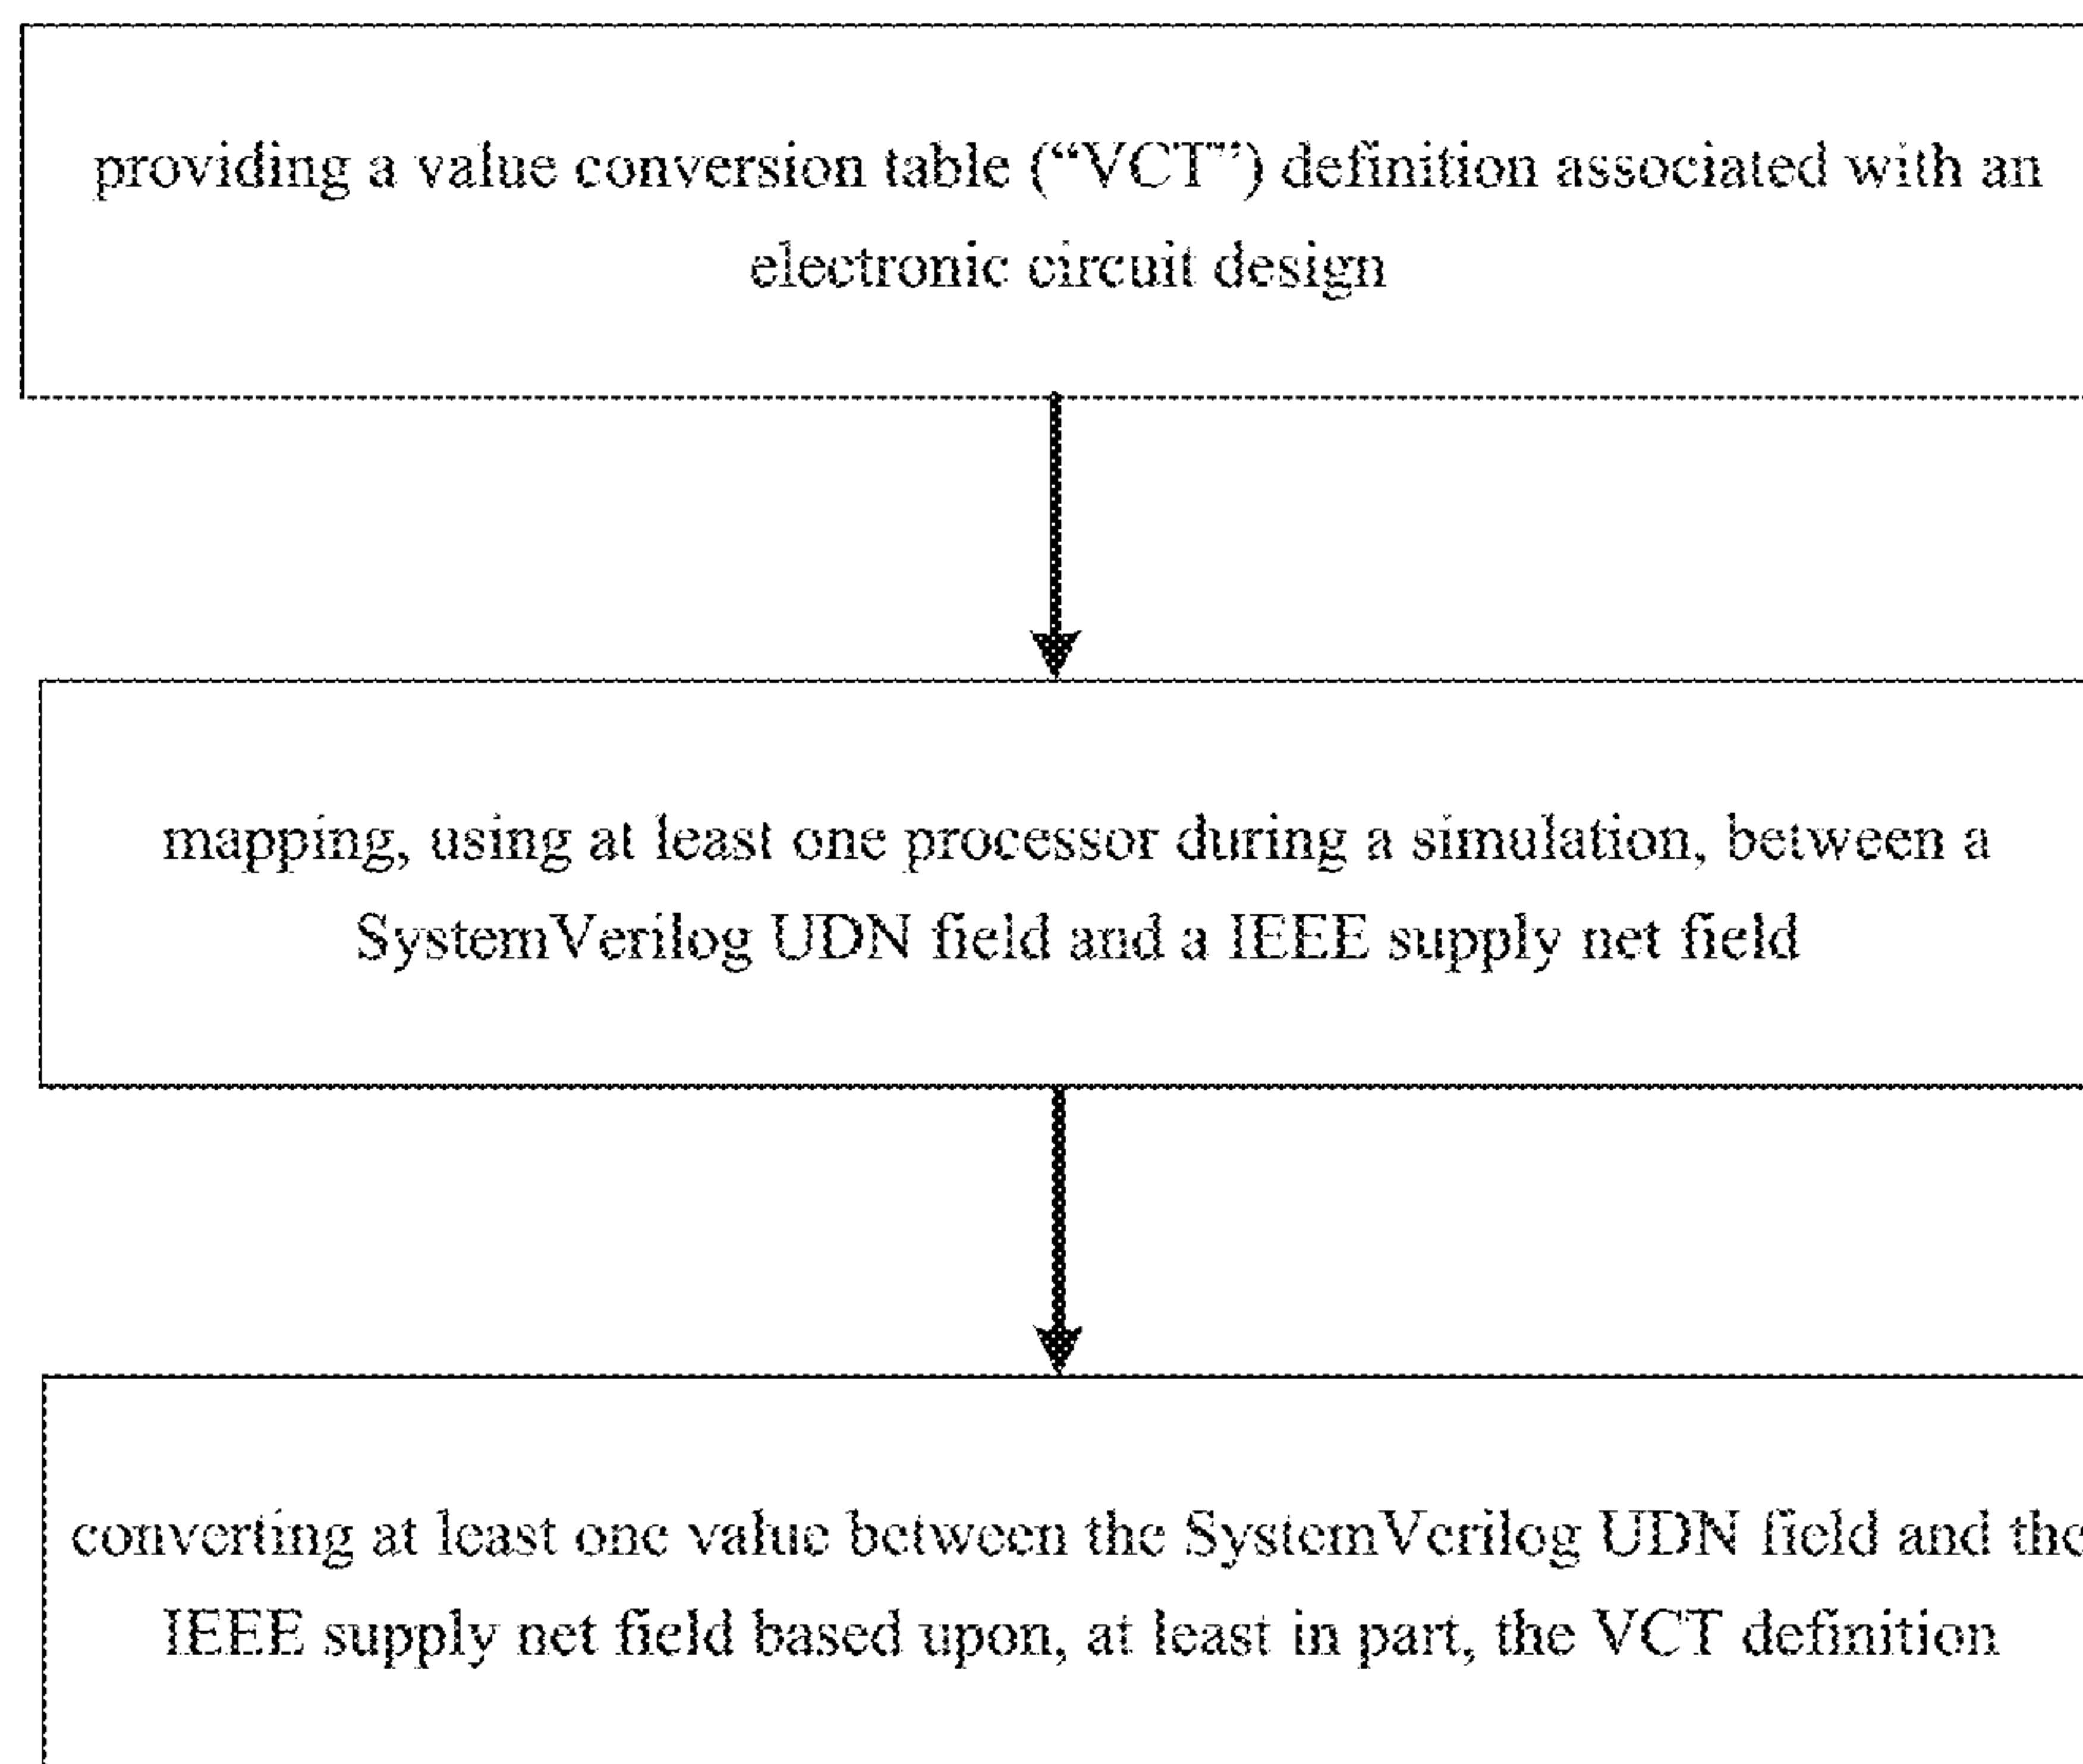 providing a value conversion table (“VCT”) definition associated with an
electronic circuit design
mapping, using at least one processor during a simulation, between a
SystemVerilog UDN field and a IEEE supply net field
converting at least one value between the SystemVerilog UDN field and the
IEEE supply net field based upon, at least in part, the VCT definition